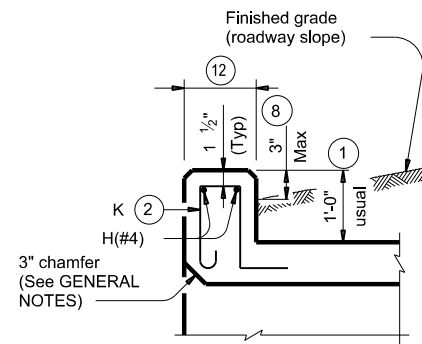 Finished grade
(roadway slope)
12
8
1
1 ½"
(Typ)
3"
Max
1'-0"
usual
K 2
H(#4)
3" chamfer
(See GENERAL
NOTES)